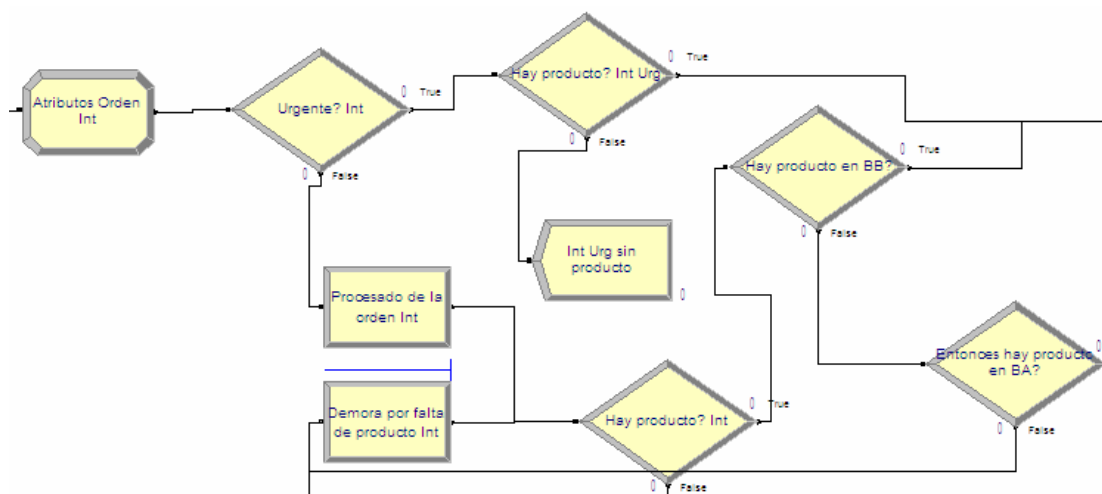 0
True
Hay producto? Int Urg
0
False
Atributos Orden
Int
Urgente? Int
0
True
0
False
0
True
Hay producto en BB?
0
False
Int Urg sin
producto
0
Procesado de la
orden Int
Entonces hay producto
en BA?
0
0
False
Demora por falta
de producto Int
Hay producto? Int
0
True
0
False